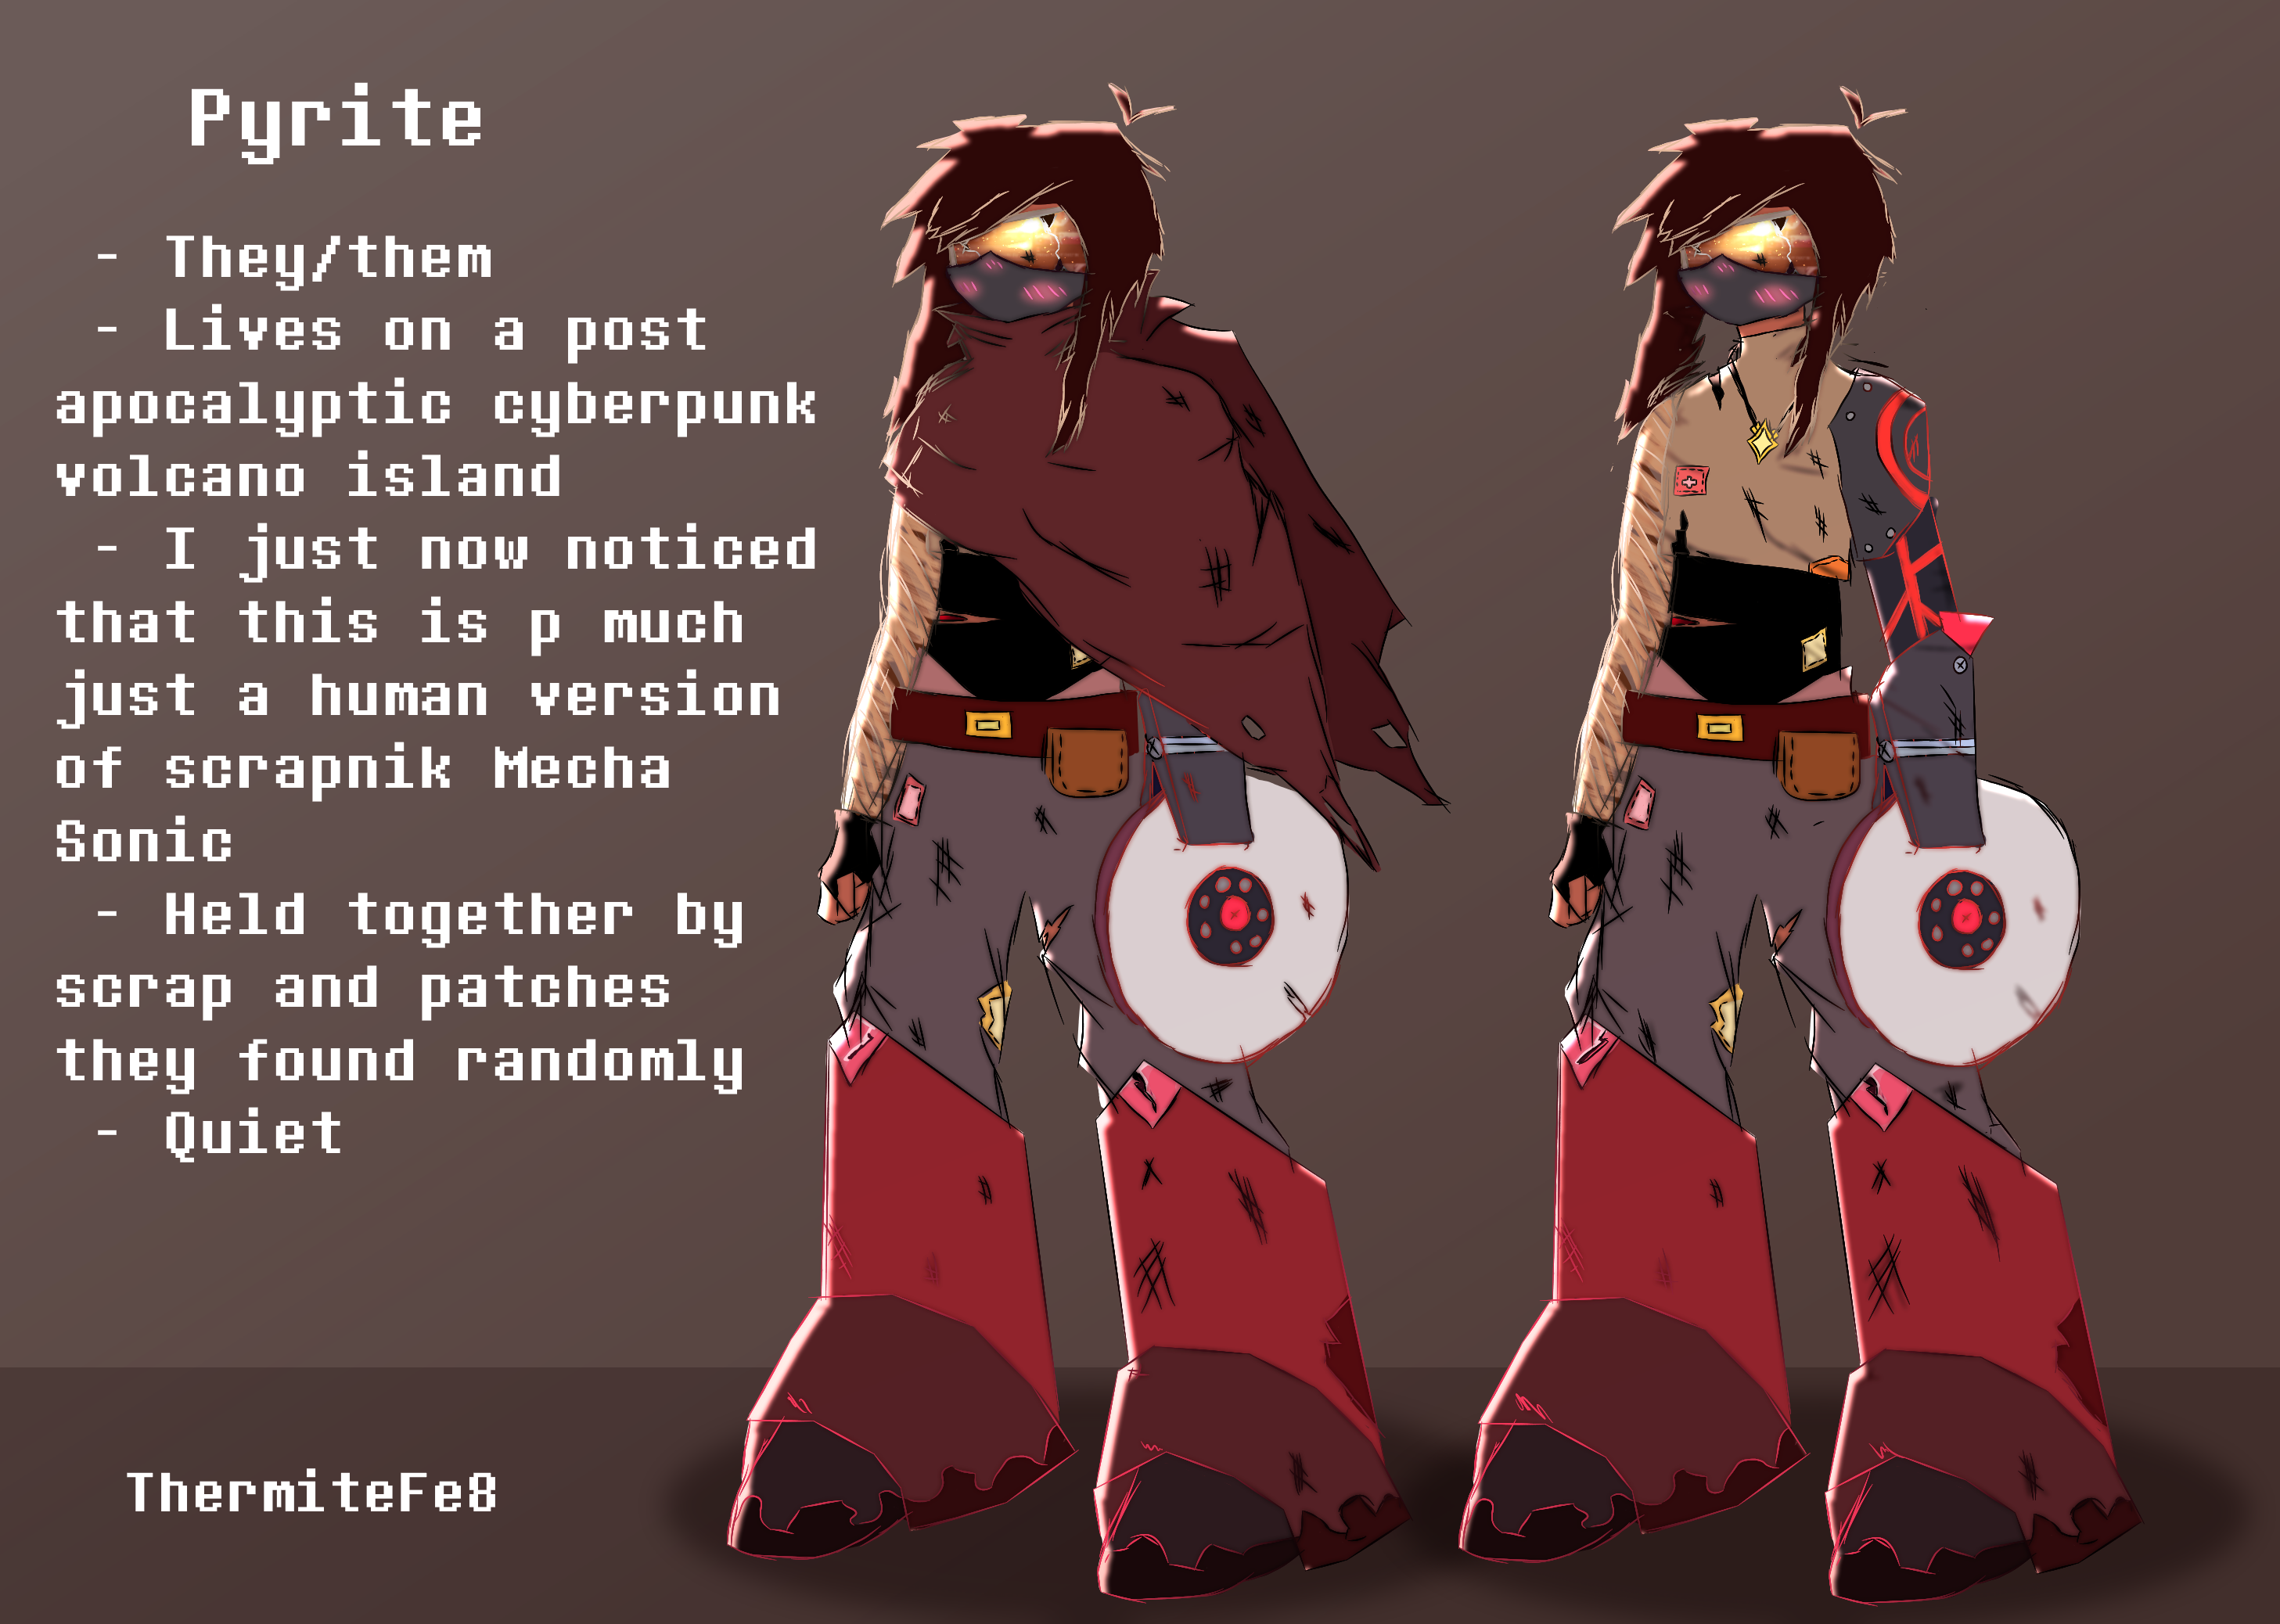 Pyrite
- They/them
- Lives on a post
apocalyptic cyberpunk
volcano island
- I just now noticed
that this is p much
just a human version
of scrapnik Mecha
Sonic
- Held together by
scrap and patches
they found randomly
- Quiet
ThermiteFe8